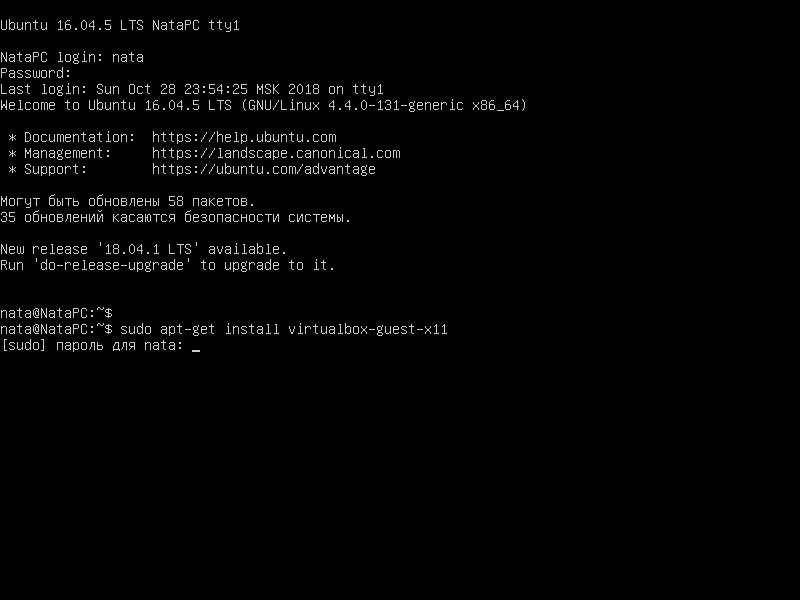 Ubuntu 16.04.5 LTS NataPC tty1
NataPC login: nata
Password:
Last login: Sun Oct 28 23:54:25 MSK 2018 on tty1
Welcome to Ubuntu 16.04.5 LTS (GNU/Linux 4.4.0-131-generic x86_64)
* Documentation:  https://help.ubuntu.com
* Management:     https://landscape.canonical.com
* Support:        https://ubuntu.com/advantage
Могут быть обновлены 58 пакетов.
35 обновлений касаются безопасности системы.
New release '18.04.1 LTS' available.
Run 'do-release-upgrade' to upgrade to it.
nata@NataPC:~$
nata@NataPC:~$ sudo apt-get install virtualbox-guest-x11
[sudo] пароль для nata: _